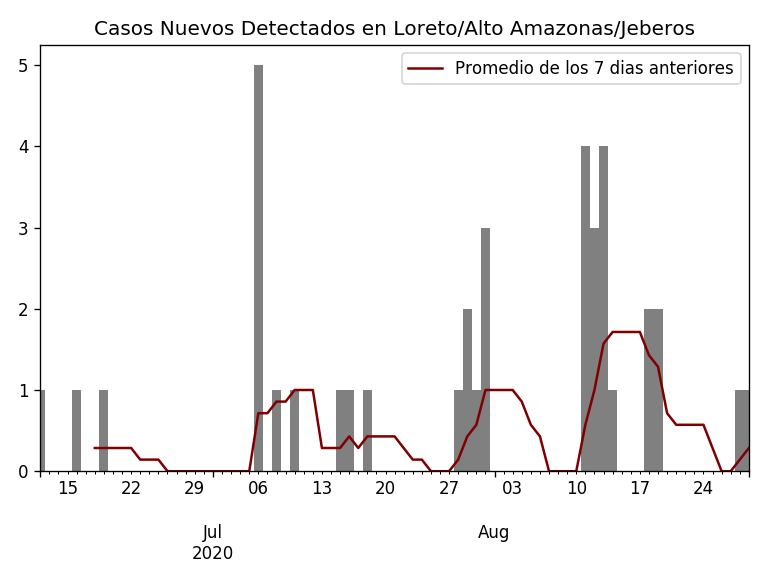 Casos Nuevos Detectados en Loreto/Alto Amazonas/Jeberos
Promedio de los 7 dias anteriores
5
4
3
2
1
0
15 22 29 06 13 20 27 03 10 17 24
Jul Aug
2020